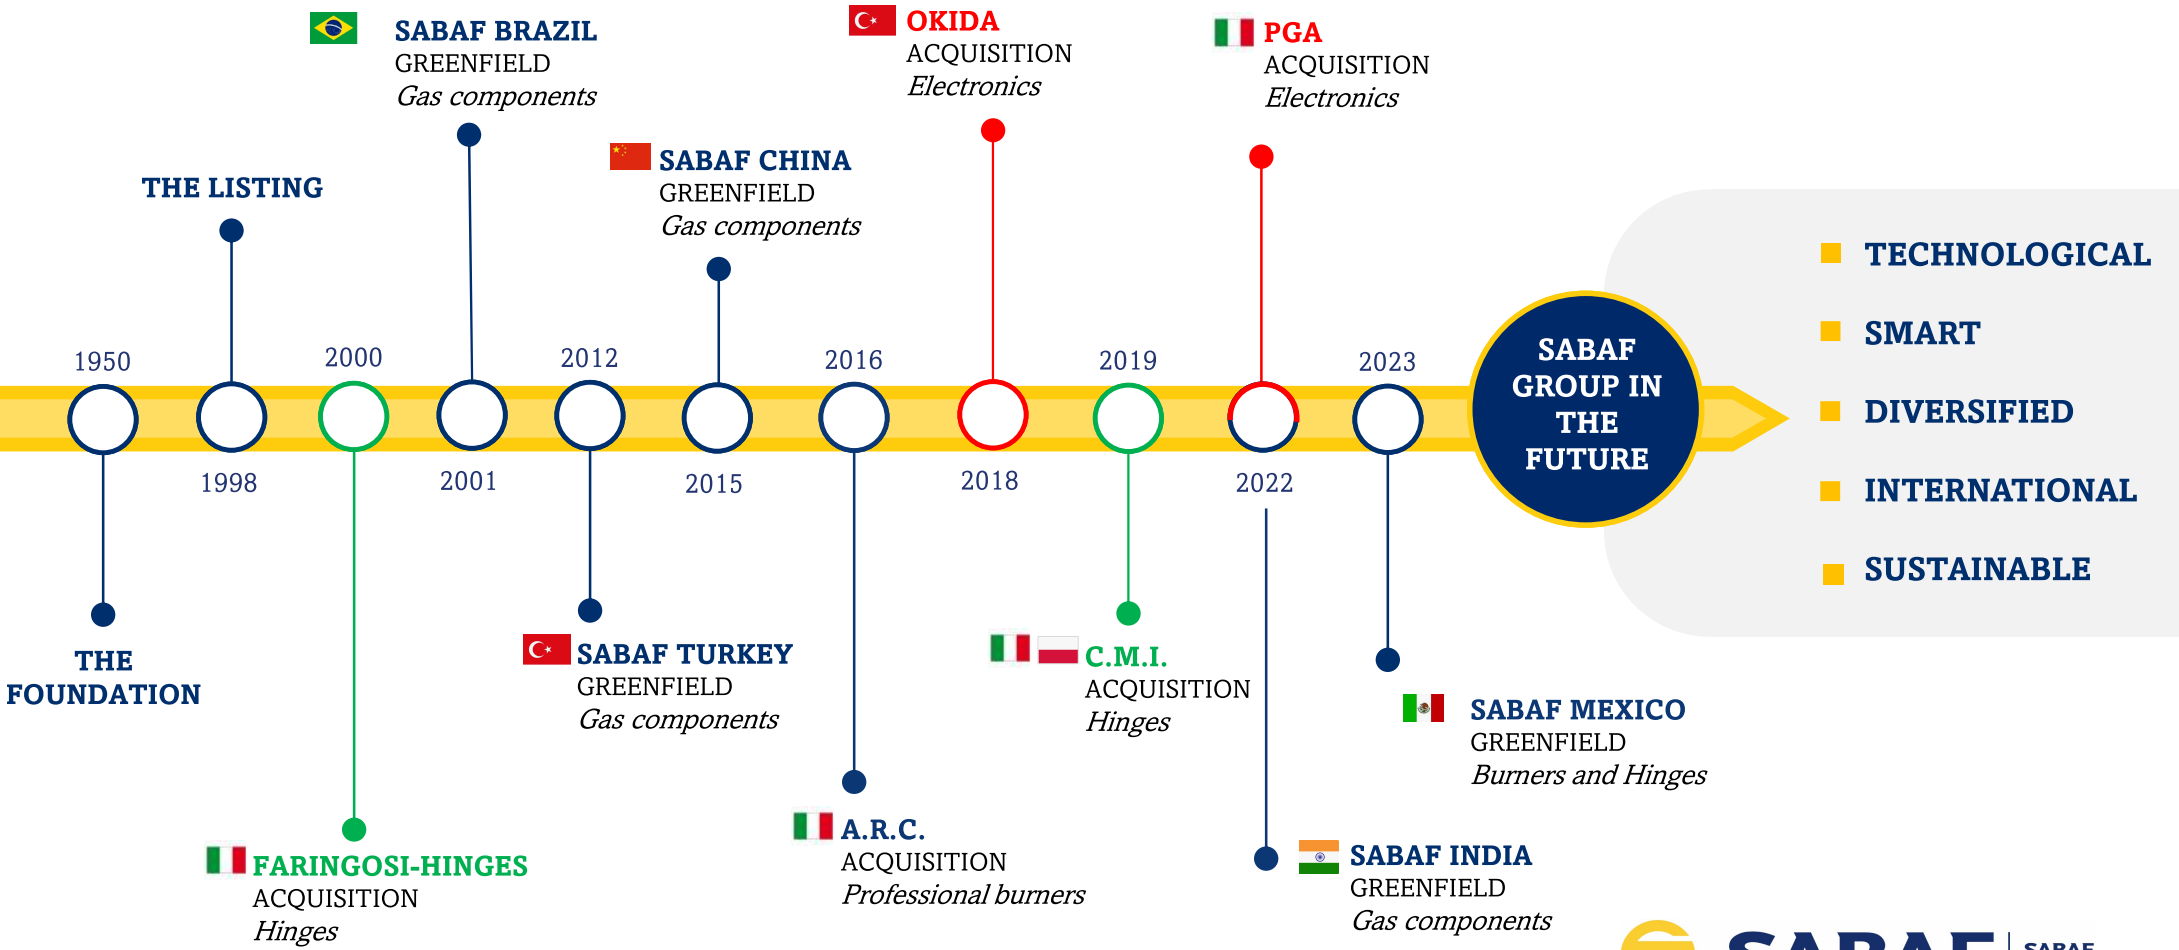 SABAF BRAZIL
GREENFIELD
Gas components
OKIDA
ACQUISITION
Electronics
PGA
ACQUISITION
Electronics
THE LISTING
SABAF CHINA
GREENFIELD
Gas components
1950
2000
2012
2016
2019
2023
1998
2001
2015
2018
2022
SABAF
GROUP IN
THE
FUTURE
TECHNOLOGICAL
SMART
DIVERSIFIED
INTERNATIONAL
SUSTAINABLE
THE
FOUNDATION
SABAF TURKEY
GREENFIELD
Gas components
C.M.I.
ACQUISITION
Hinges
SABAF MEXICO
GREENFIELD
Burners and Hinges
FARINGOSI-HINGES
ACQUISITION
Hinges
A.R.C.
ACQUISITION
Professional burners
SABAF INDIA
GREENFIELD
Gas components
SABAF
SABAF